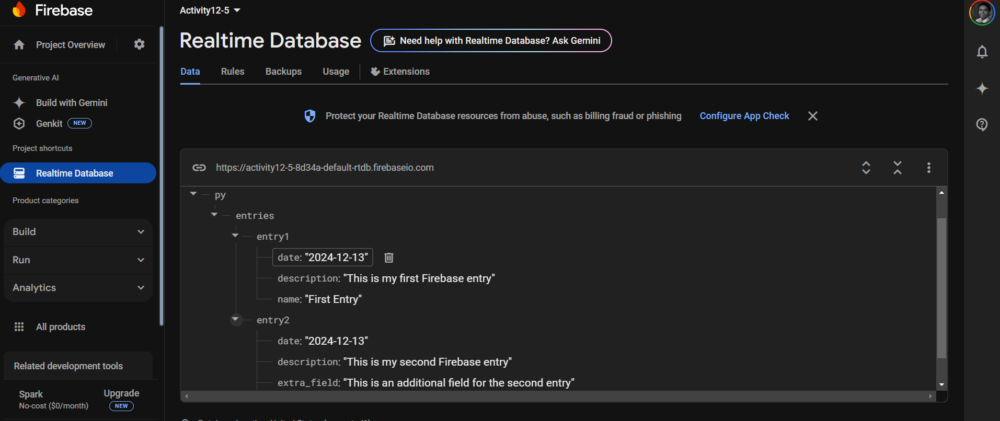 Firebase
Project Overview
Generative AI
Build with Gemini
Genkit NEW
Project shortcuts
Realtime Database
Product categories
Build
Run
Analytics
All products
Related development tools
Spark
No-cost ($0/month)
Upgrade
NEW
Activity12-5
Realtime Database
Need help with Realtime Database? Ask Gemini
Data Rules Backups Usage Extensions
Protect your Realtime Database resources from abuse, such as billing fraud or phishing Configure App Check
https://activity12-5-8d34a-default-rtdb.firebaseio.com
py
entries
entry1
date: "2024-12-13"
description: "This is my first Firebase entry"
name: "First Entry"
entry2
date: "2024-12-13"
description: "This is my second Firebase entry"
extra_field: "This is an additional field for the second entry"